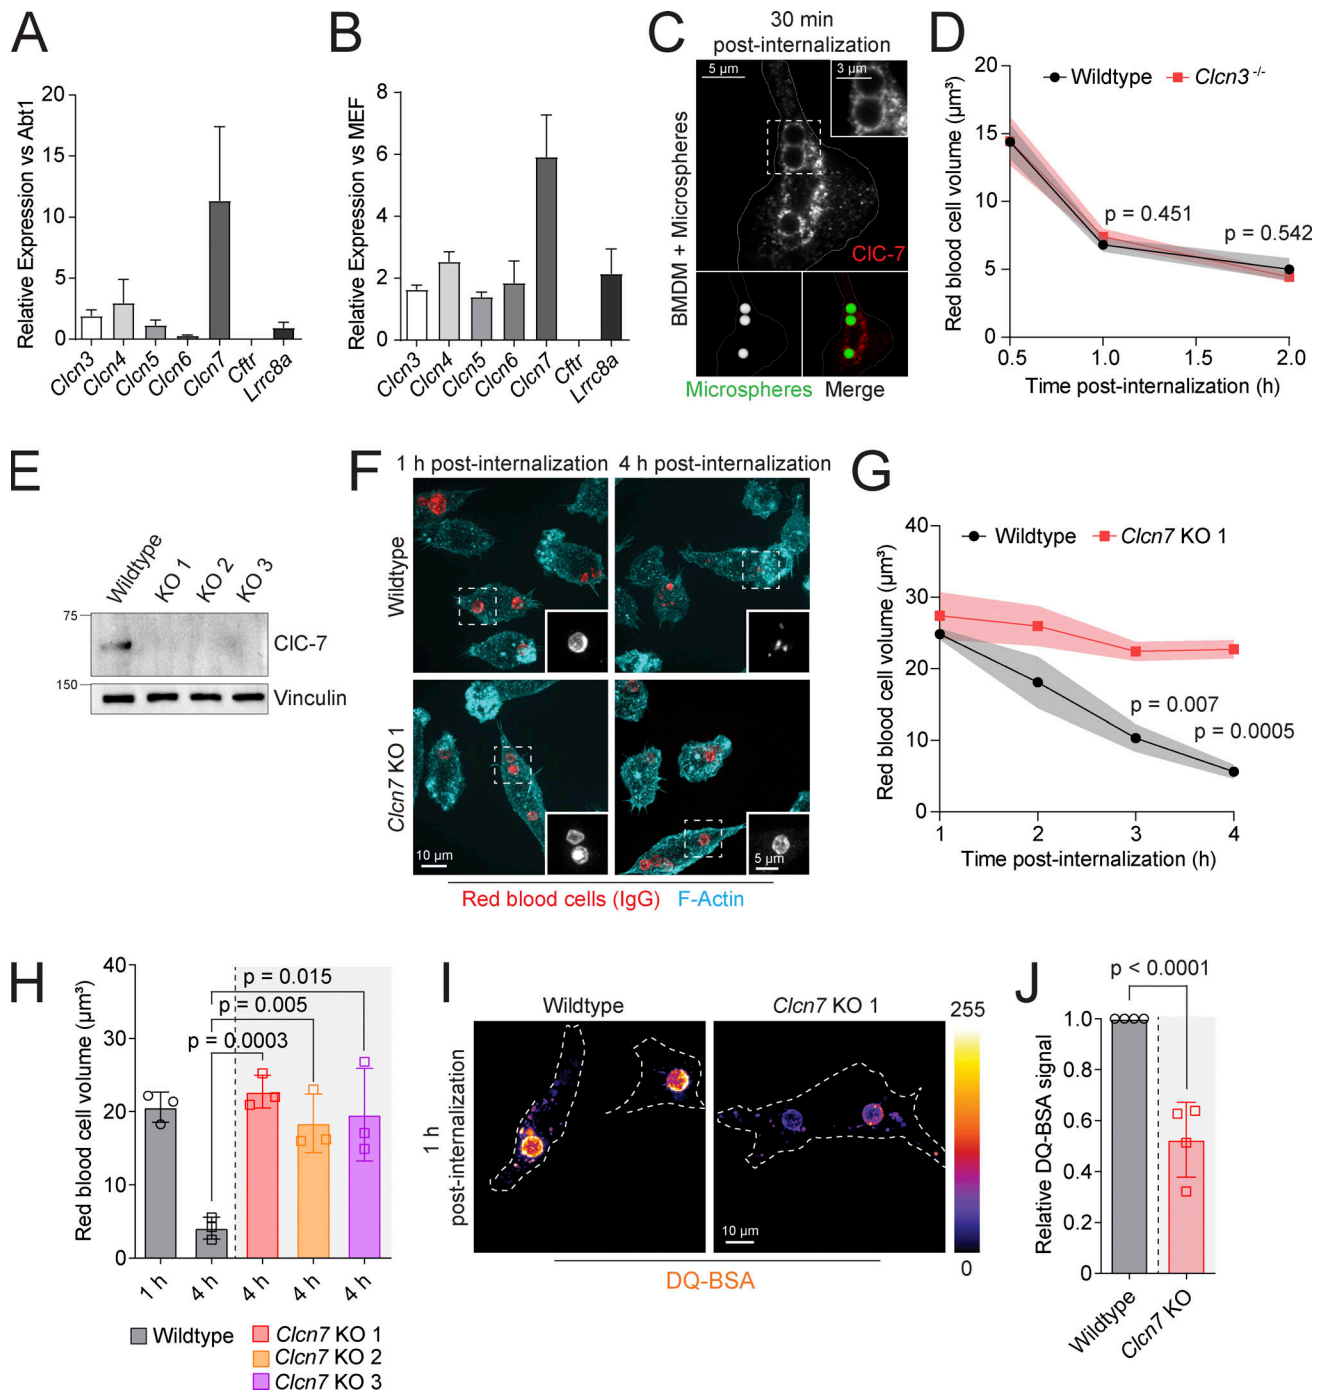 A
Relative Expression vs Abt1
20
15
10
5
0
Clcn3
Clcn4
Clcn5
Clcn6
Clcn7
Cftr
Lrrc8a
B
Relative Expression vs MEF
8
6
4
2
0
Clcn3
Clcn4
Clcn5
Clcn6
Clcn7
Cftr
Lrrc8a
C
30 min
post-internalization
BMDM + Microspheres
5 µm
3 µm
ClC-7
Microspheres
Merge
D
Wildtype
Clcn3 -/-
Red blood cell volume (µm³)
20
15
10
5
0
p = 0.451
p = 0.542
0.5
1.0
1.5
2.0
Time post-internalization (h)
E
Wildtype
KO 1
KO 2
KO 3
75
ClC-7
150
Vinculin
F
1 h post-internalization
4 h post-internalization
Wildtype
Clcn7 KO 1
10 µm
5 µm
Red blood cells (IgG)
F-Actin
G
Wildtype
Clcn7 KO 1
Red blood cell volume (µm³)
40
30
20
10
0
p = 0.007
p = 0.0005
1
2
3
4
Time post-internalization (h)
H
Red blood cell volume (µm³)
40
30
20
10
0
p = 0.015
p = 0.005
p = 0.0003
1 h
4 h
4 h
4 h
4 h
Wildtype
Clcn7 KO 1
Clcn7 KO 2
Clcn7 KO 3
I
Wildtype
Clcn7 KO 1
1 h
post-internalization
10 µm
255
0
DQ-BSA
J
p < 0.0001
Relative DQ-BSA signal
1.0
0.8
0.6
0.4
0.2
0
Wildtype
Clcn7 KO